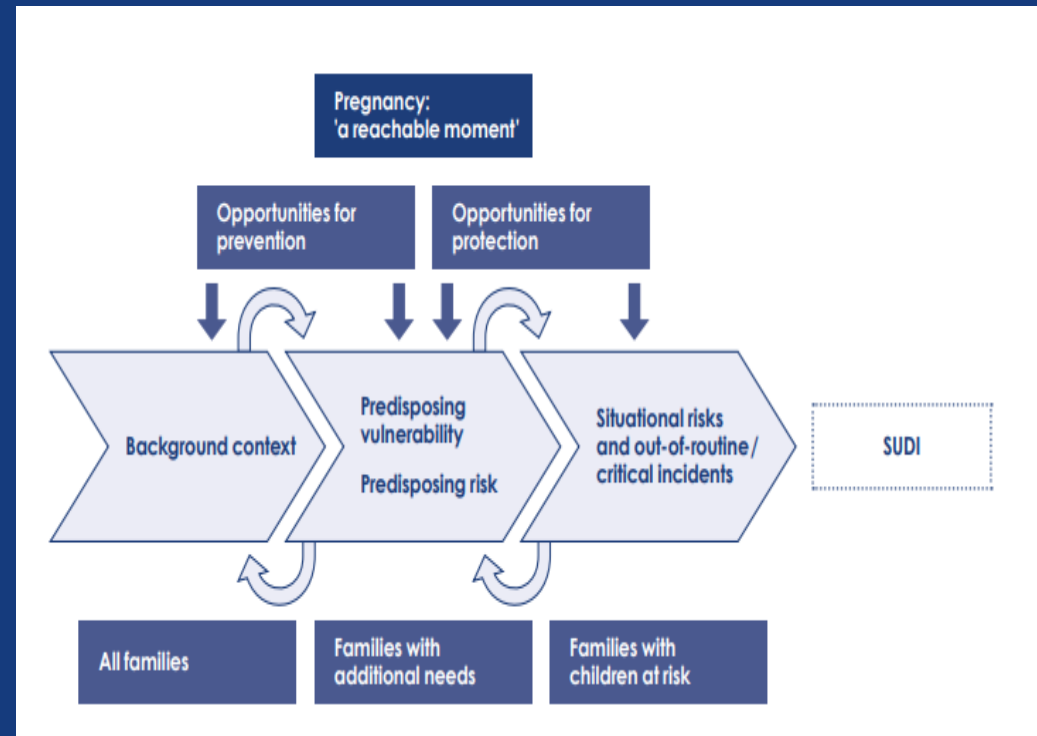 Pregnancy:
'a reachable moment'
Opportunities for
prevention
Opportunities for
protection
Background context
Predisposing
vulnerability
Predisposing risk
Situational risks
and out-of-routine/
critical incidents
SUDI
All families
Families with
additional needs
Families with
children at risk